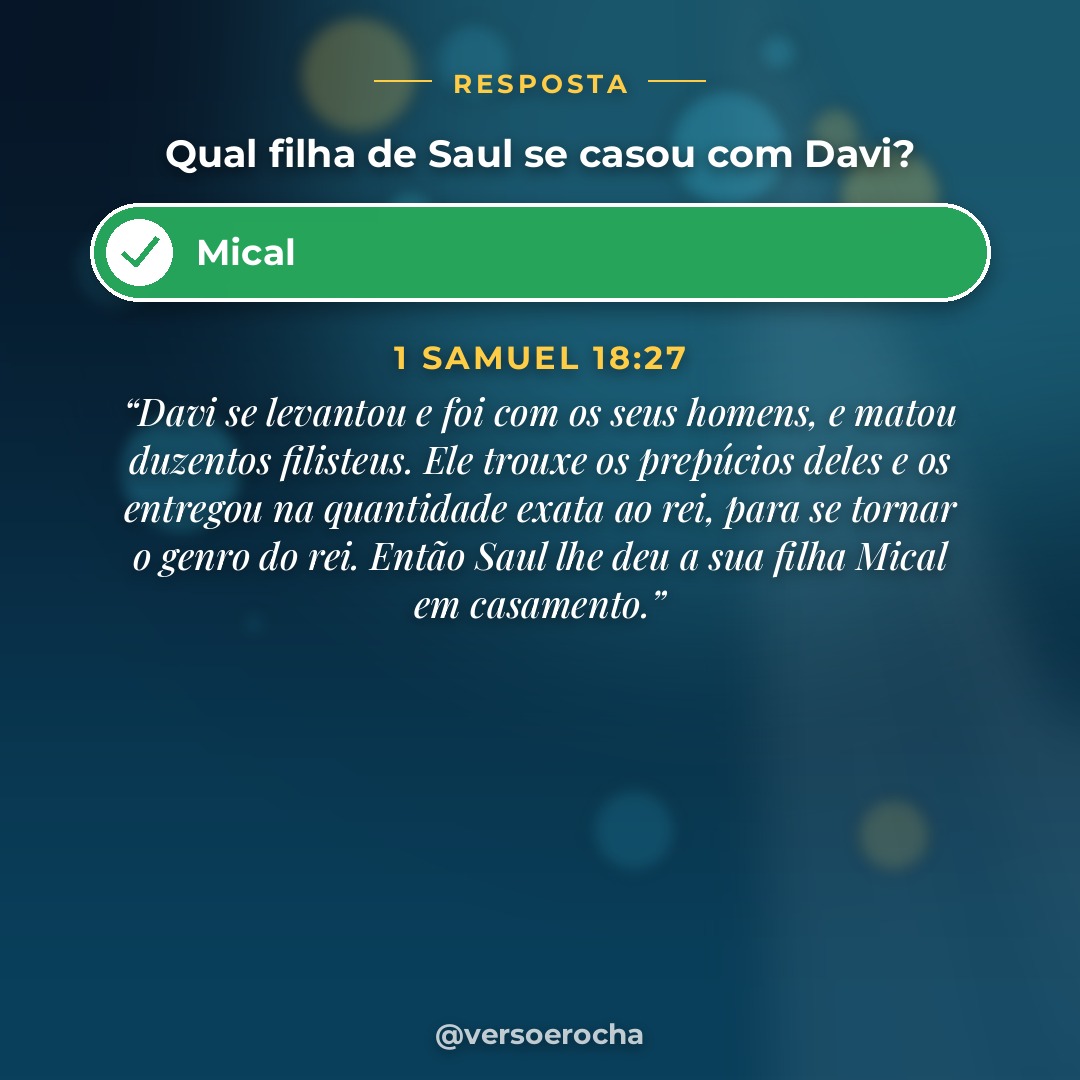 RESPOSTA
Qual filha de Saul se casou com Davi?
Mical
1 SAMUEL 18:27
“Davi se levantou e foi com os seus homens, e matou
duzentos filisteus. Ele trouxe os prepúcios deles e os
entregou na quantidade exata ao rei, para se tornar
o genro do rei. Então Saul lhe deu a sua filha Mical
em casamento.”
@versoerocha